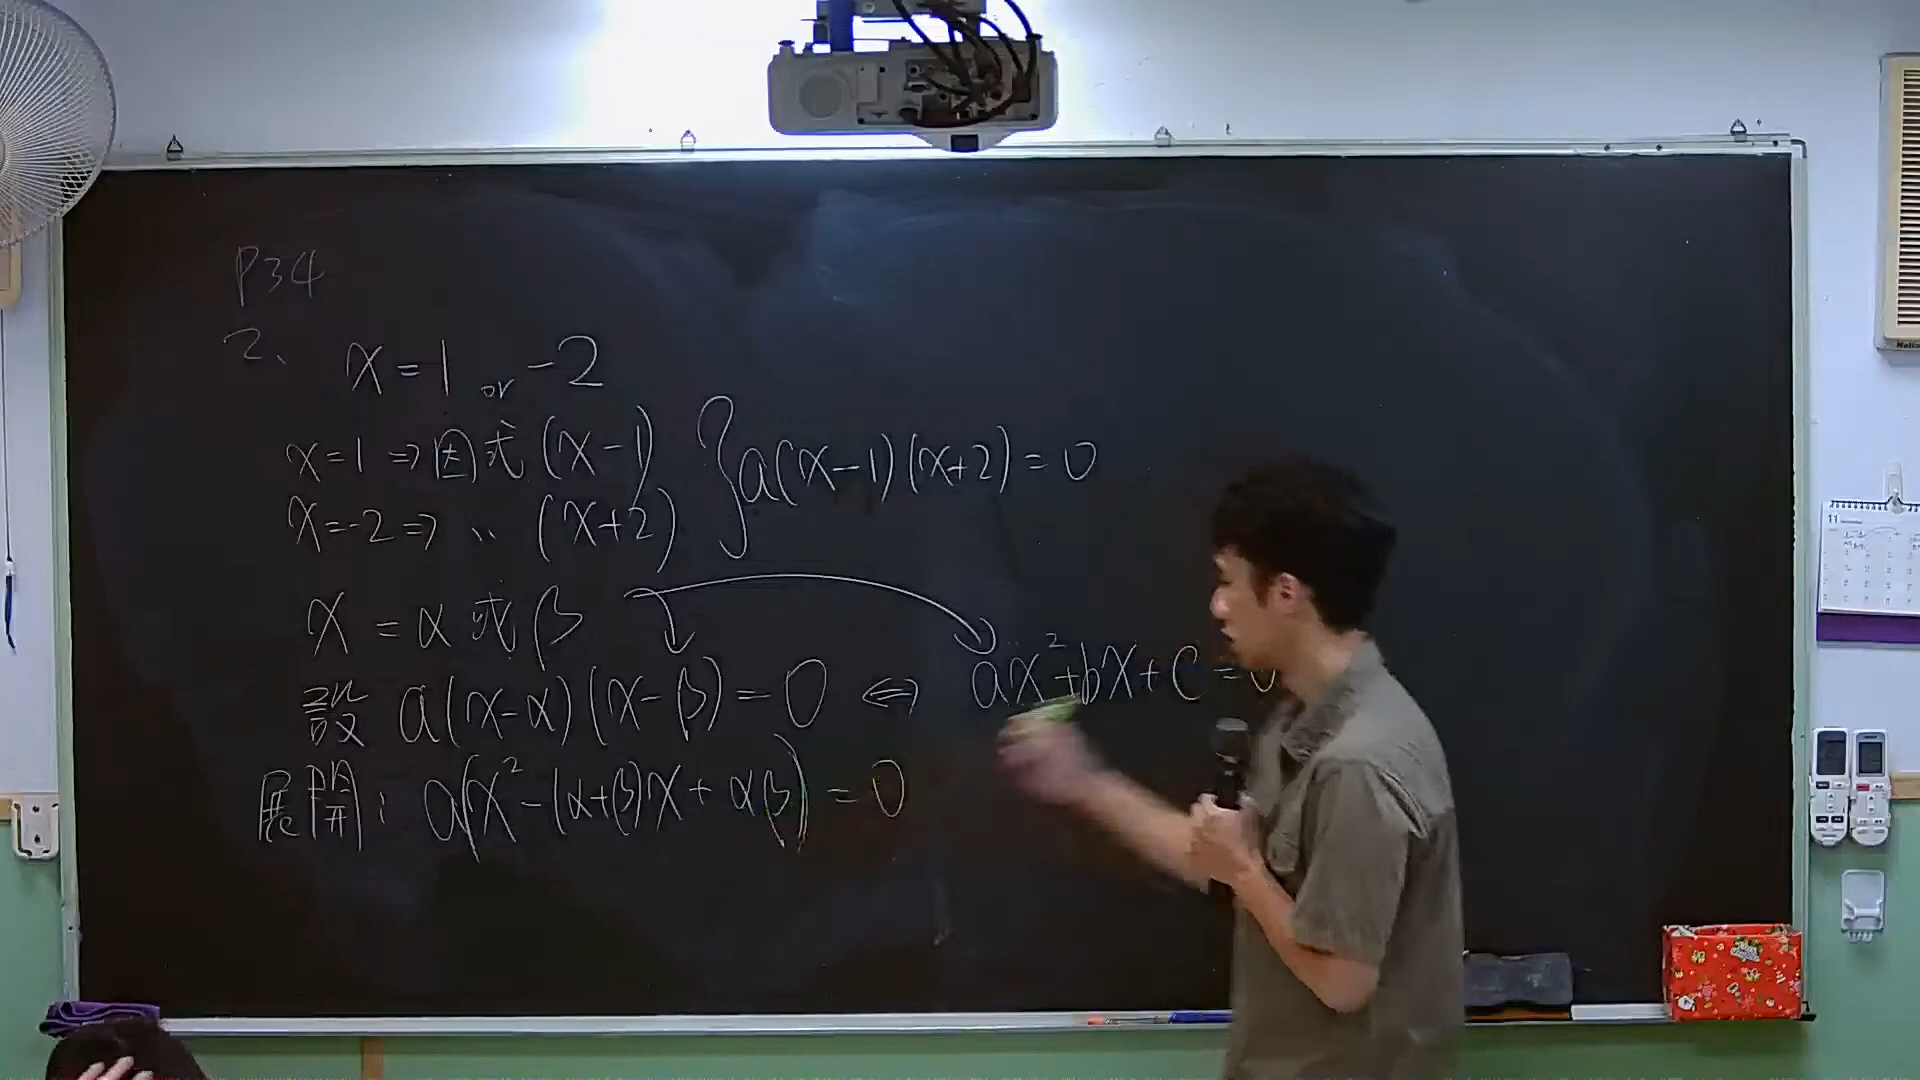 P34
2、 x=1 or -2
x=1 ⇒ 因式 (x-1)
x=-2 ⇒ 〃 (x+2) } a(x-1)(x+2)=0
x = α 或 β
設 a(x-α)(x-β)=0 ⇔ ax²+bx+c=0
展開: a(x²-(α+β)x+αβ)=0
11